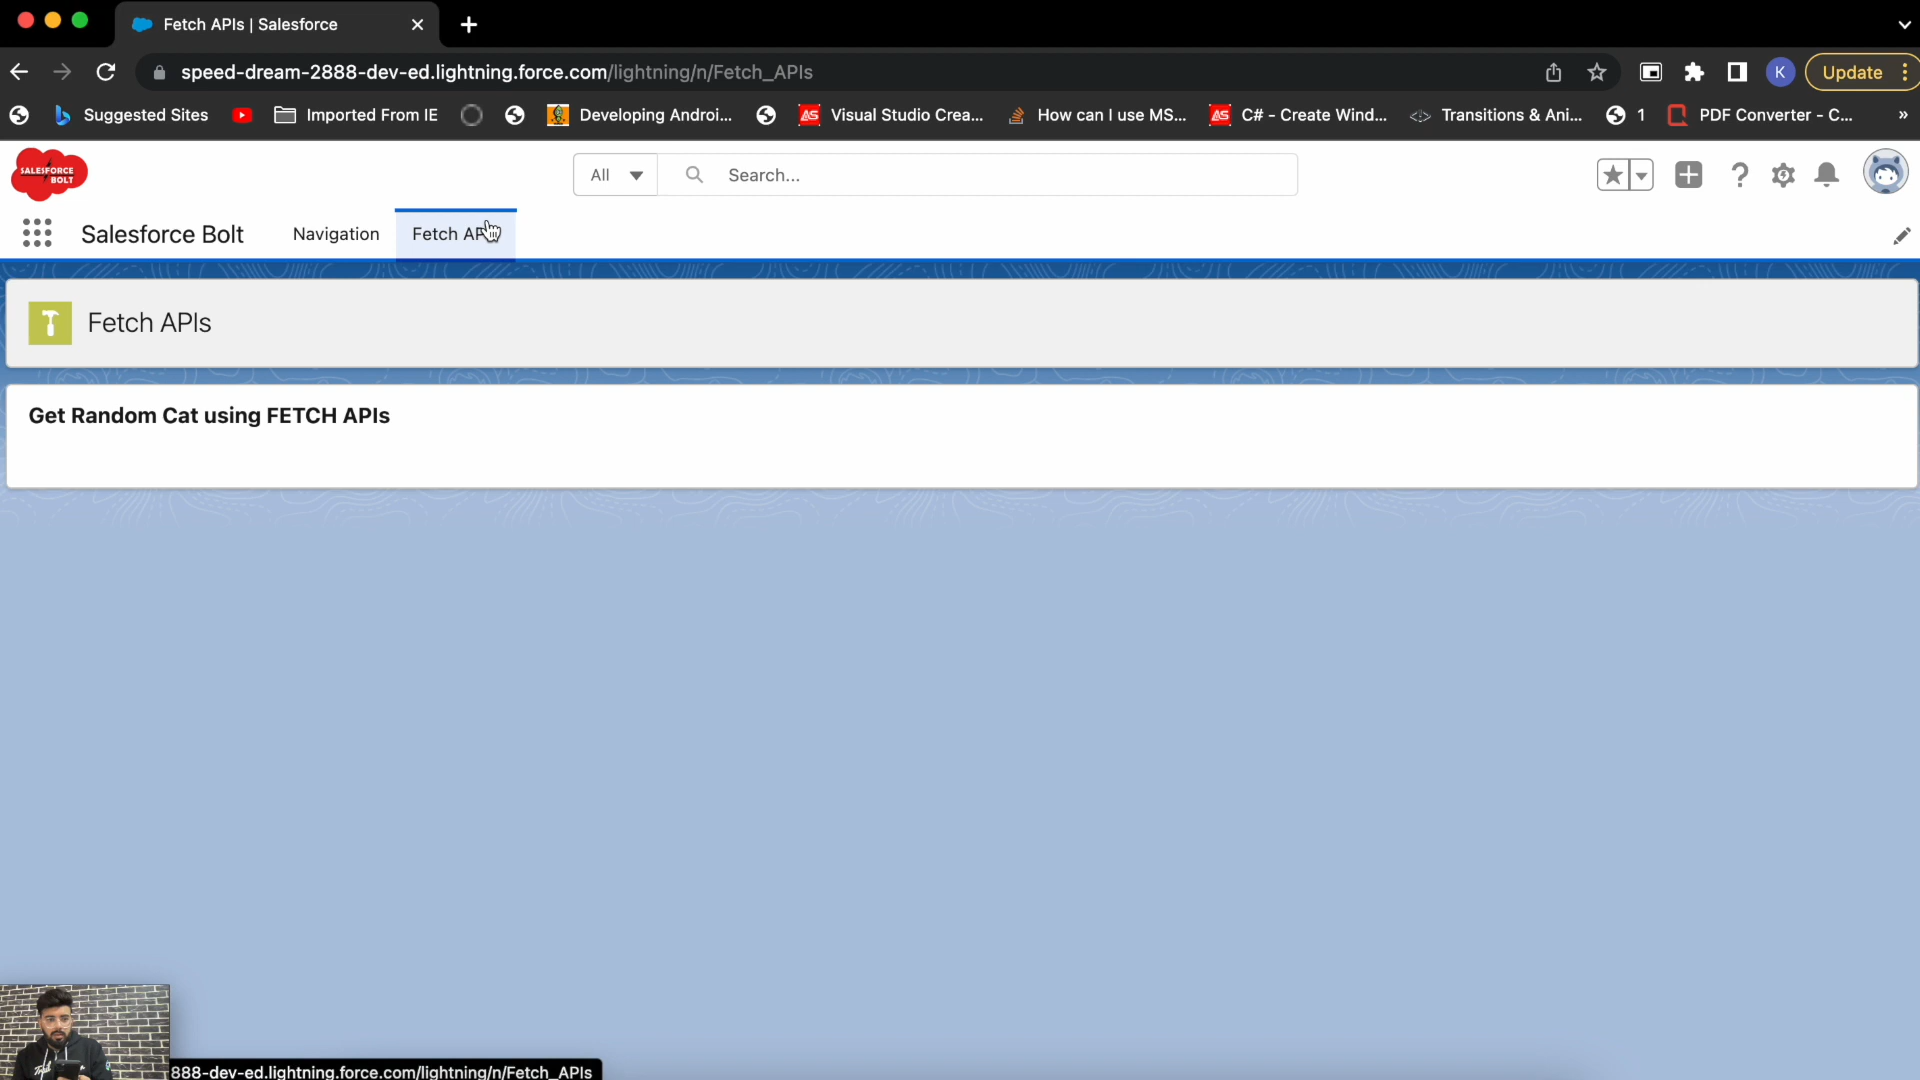 Fetch APIs | Salesforce
speed-dream-2888-dev-ed.lightning.force.com/lightning/n/Fetch_APIs
K
Update
Suggested Sites
Imported From IE
Developing Androi...
Visual Studio Crea...
How can I use MS...
C# - Create Wind...
Transitions & Ani...
1
PDF Converter - C...
»
SALESFORCE
BOLT
All
Search...
Salesforce Bolt
Navigation
Fetch AP
Fetch APIs
Get Random Cat using FETCH APIs
888-dev-ed.lightning.force.com/lightning/n/Fetch_APIs